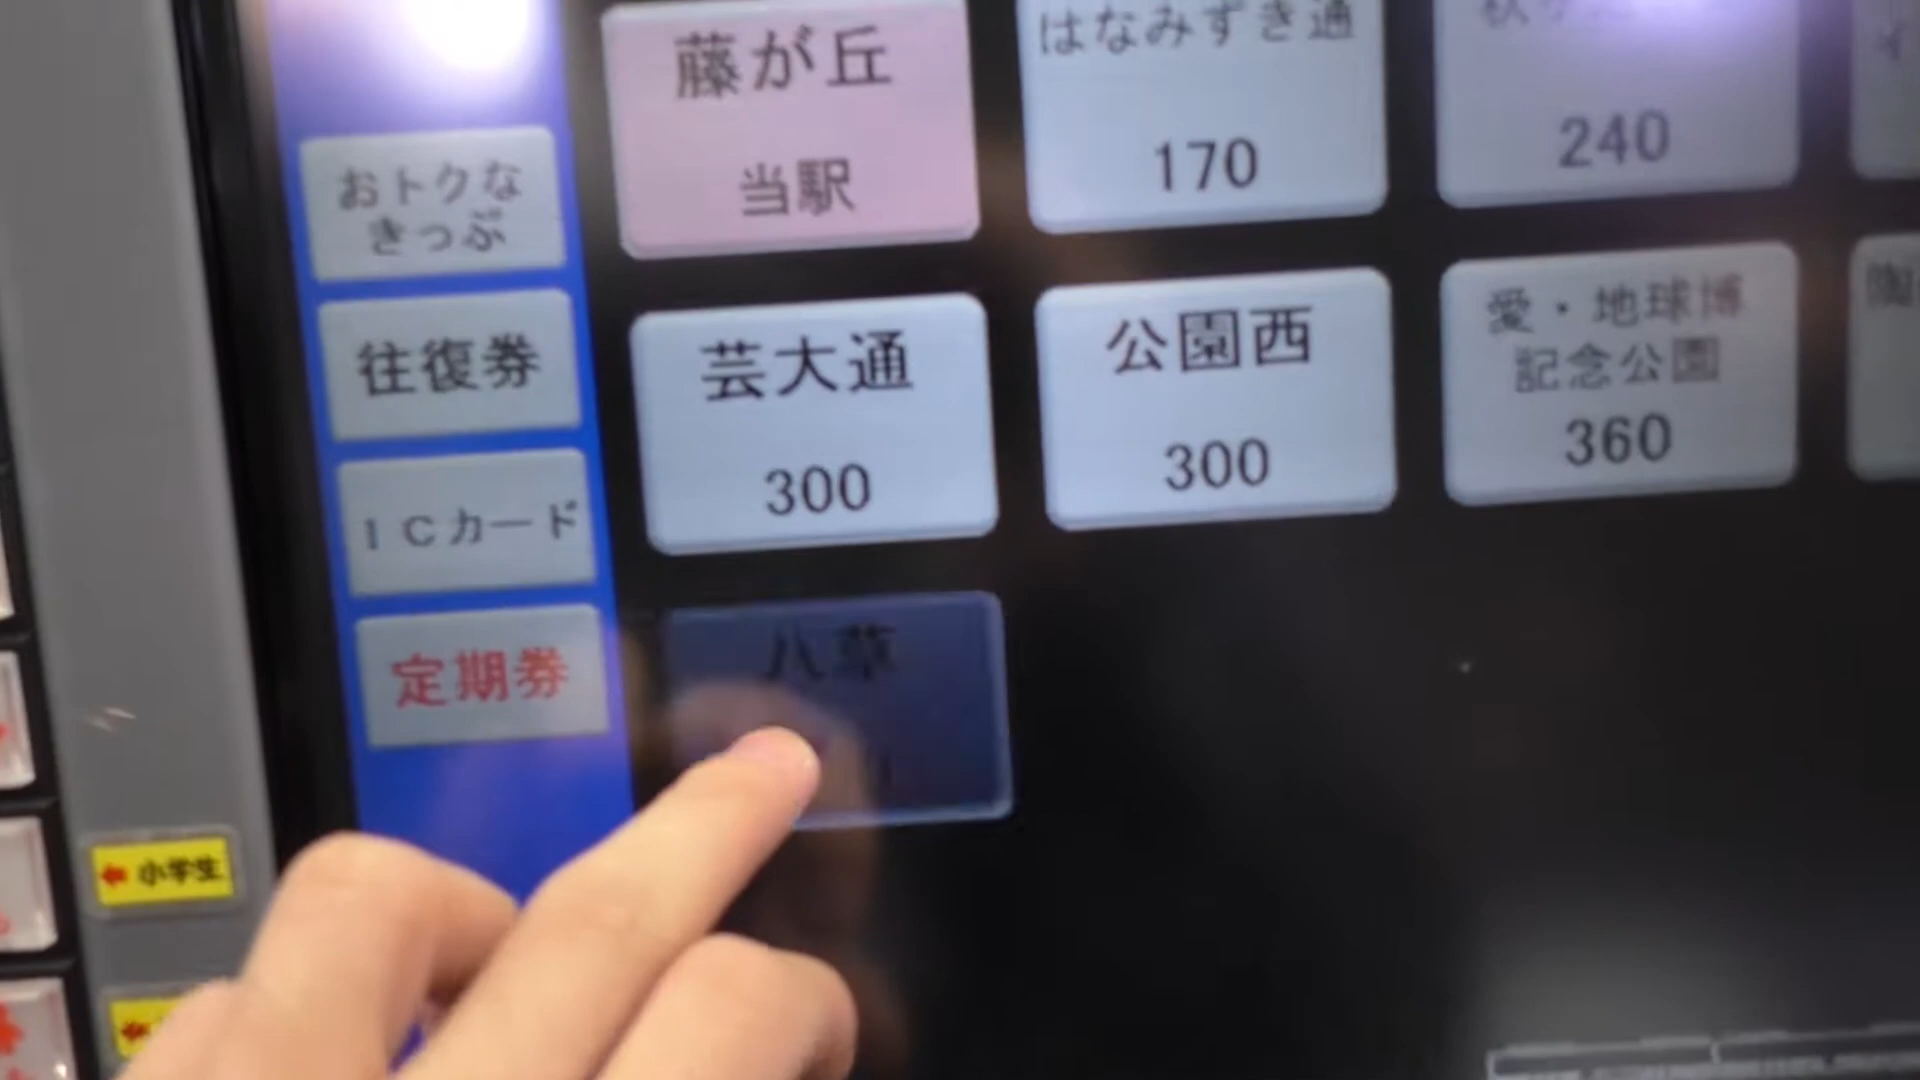 藤が丘
当駅
はなみずき通
170
240
おトクな
きっぷ
往復券
ICカード
定期券
芸大通
300
公園西
300
愛・地球博
記念公園
360
八草
小学生